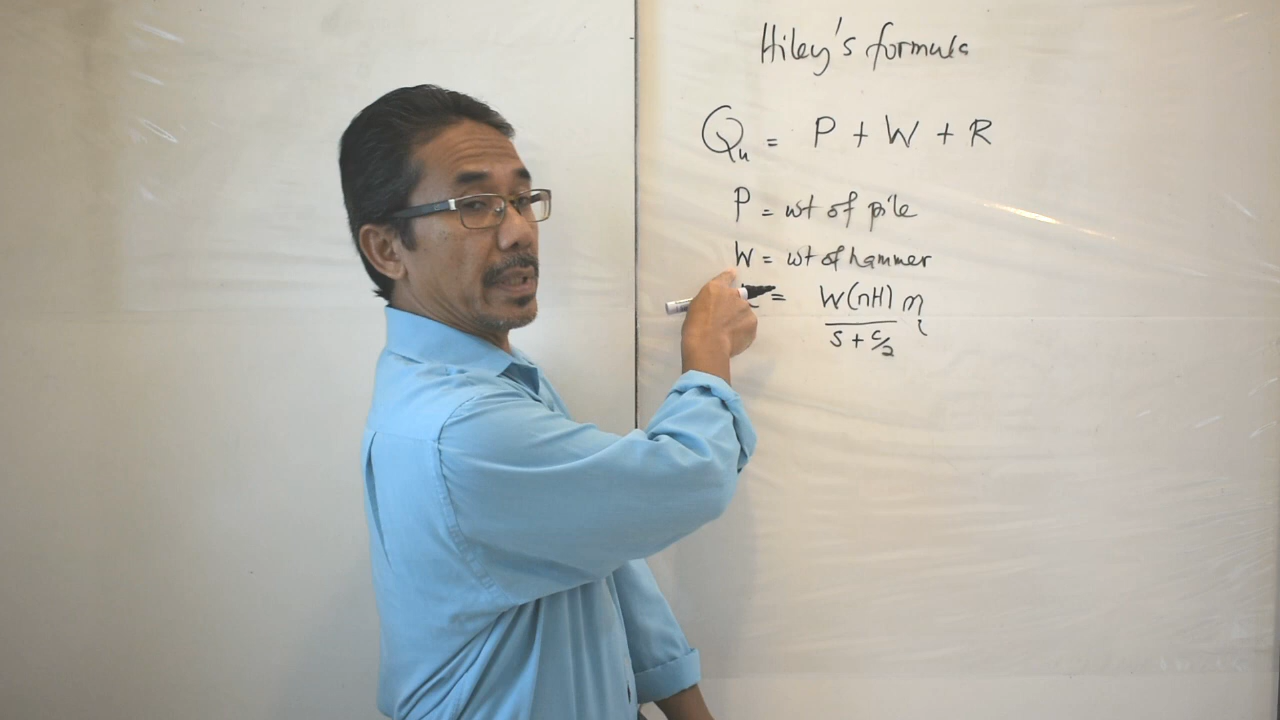 Hiley's formula
Qu = P + W + R
P = wt of pile
W = wt of hammer
= W(nH) η / S + c/2